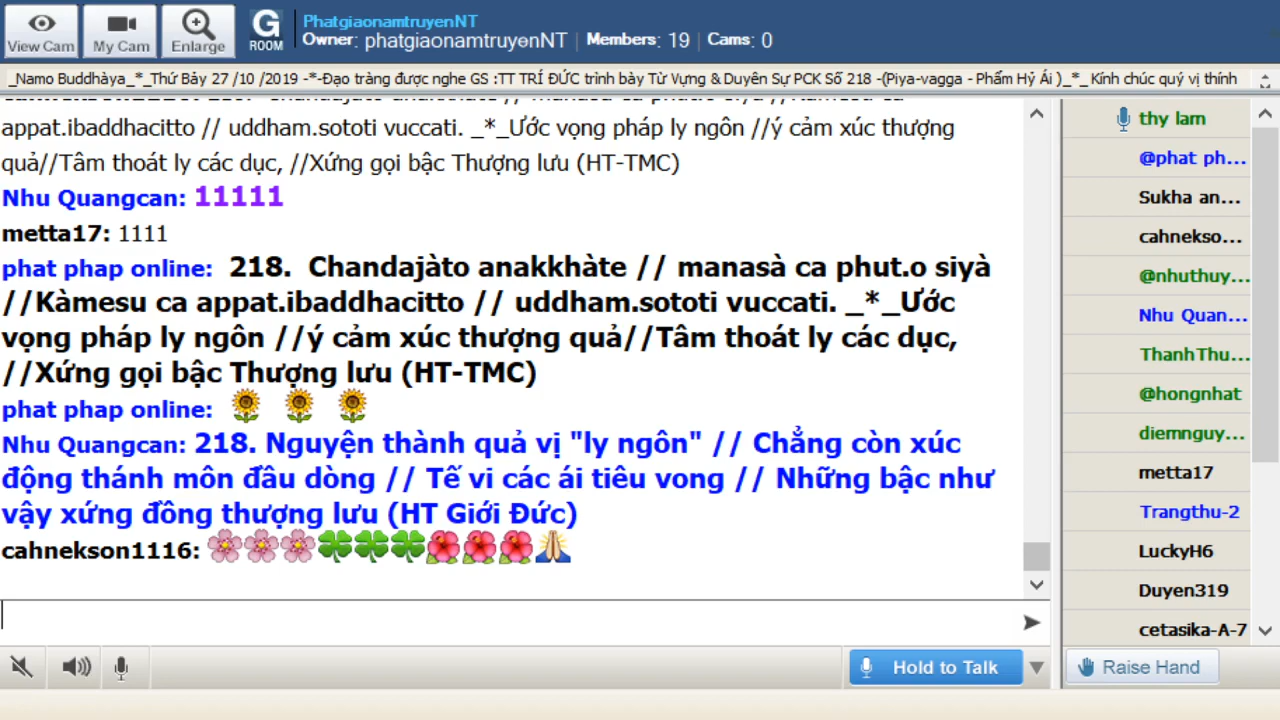 View Cam
My Cam
Enlarge
G
ROOM
PhatgiaonamtruyenNT
Owner: phatgiaonamtruyenNT | Members: 19 | Cams: 0
_Namo Buddhàya_*_Thứ Bảy 27 /10 /2019 -*-Đạo tràng được nghe GS :TT TRÍ ĐỨC trình bày Từ Vựng & Duyên Sự PCK Số 218 -(Piya-vagga - Phẩm Hỷ Ái )_*_ Kính chúc quý vị thính
appat.ibaddhacitto // uddham.sototi vuccati. _*_Ước vọng pháp ly ngôn //ý cảm xúc thượng
quả//Tâm thoát ly các dục, //Xứng gọi bậc Thượng lưu (HT-TMC)
Nhu Quangcan: 11111
metta17: 1111
phat phap online: 218. Chandajàto anakkhàte // manasà ca phut.o siyà
//Kàmesu ca appat.ibaddhacitto // uddham.sototi vuccati. _*_Ước
vọng pháp ly ngôn //ý cảm xúc thượng quả//Tâm thoát ly các dục,
//Xứng gọi bậc Thượng lưu (HT-TMC)
phat phap online: 🌻 🌻 🌻
Nhu Quangcan: 218. Nguyện thành quả vị "ly ngôn" // Chẳng còn xúc
động thánh môn đầu dòng // Tế vi các ái tiêu vong // Những bậc như
vậy xứng đồng thượng lưu (HT Giới Đức)
cahnekson1116: 🌸🌸🌸🍀🍀🍀🌺🌺🌺🙏
thy lam
@phat ph...
Sukha an...
cahnekso...
@nhuthuy...
Nhu Quan...
ThanhThu...
@hongnhat
diemnguy...
metta17
Trangthu-2
LuckyH6
Duyen319
cetasika-A-7
Hold to Talk
Raise Hand